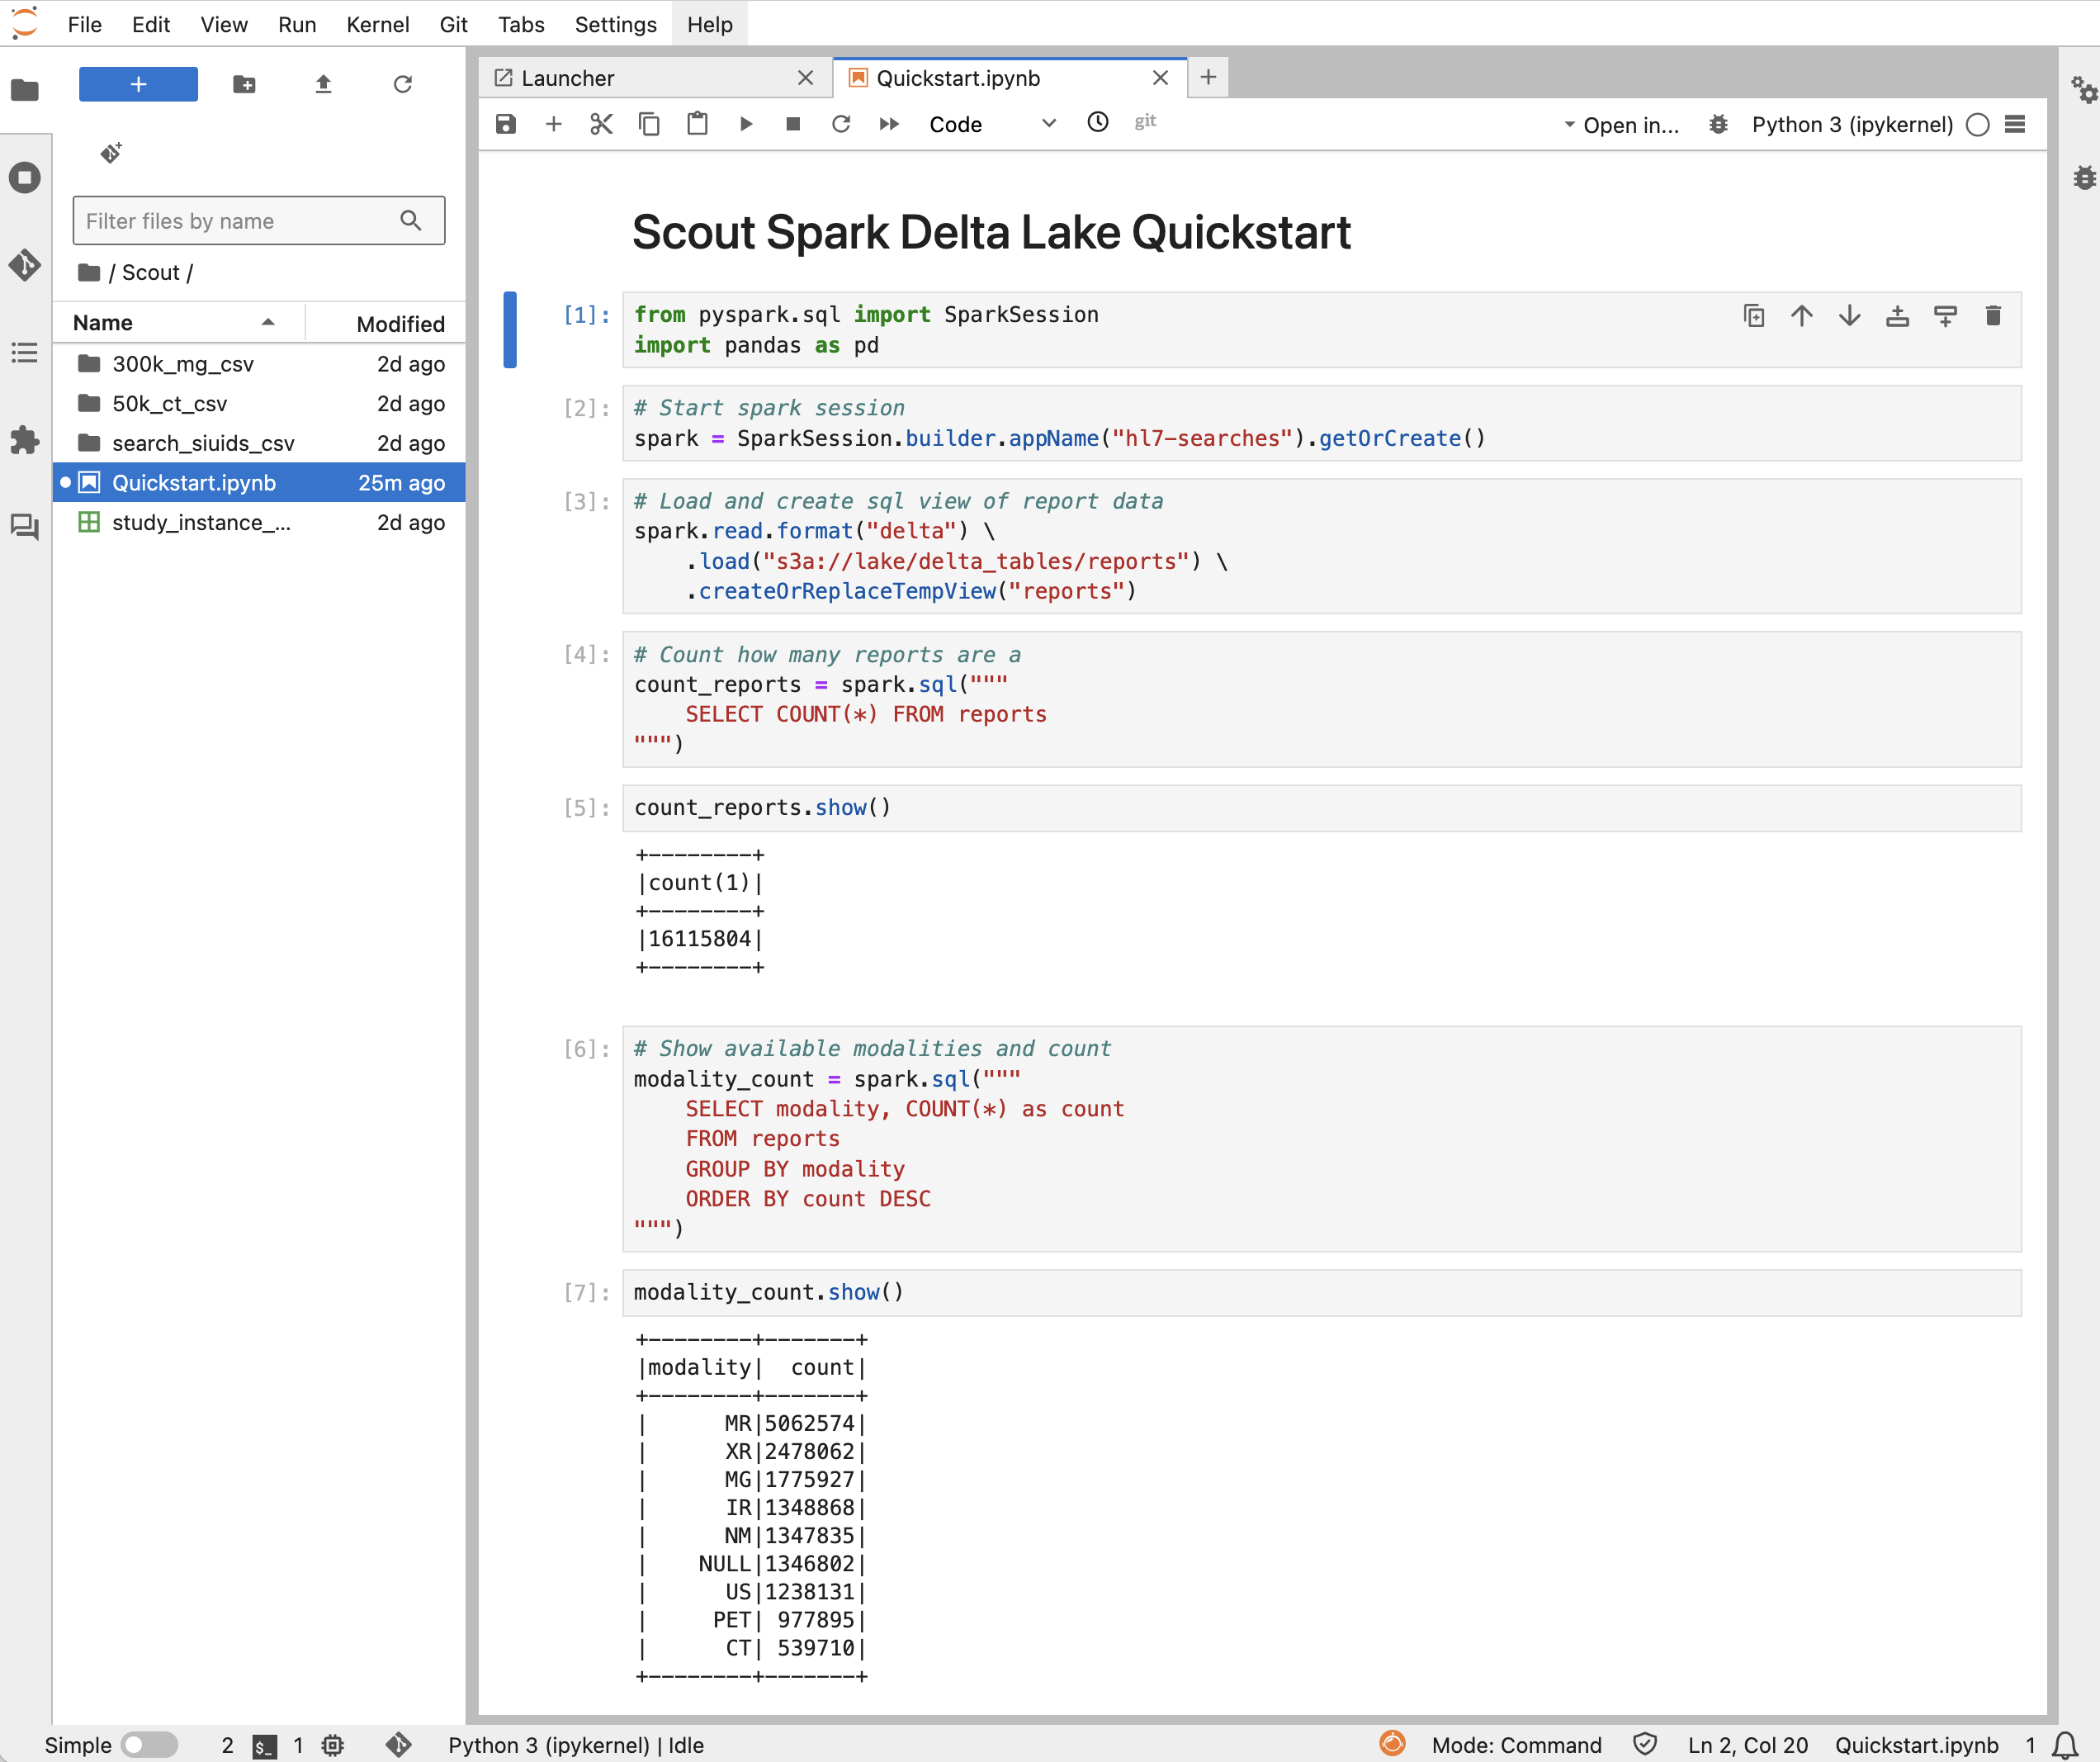 File Edit View Run Kernel Git Tabs Settings Help
+
Filter files by name
/ Scout /
Name Modified
300k_mg_csv 2d ago
50k_ct_csv 2d ago
search_siuids_csv 2d ago
Quickstart.ipynb 25m ago
study_instance_... 2d ago
Launcher Quickstart.ipynb
Code git Open in... Python 3 (ipykernel)
Scout Spark Delta Lake Quickstart
[1]: from pyspark.sql import SparkSession
import pandas as pd
[2]: # Start spark session
spark = SparkSession.builder.appName("hl7-searches").getOrCreate()
[3]: # Load and create sql view of report data
spark.read.format("delta") \
    .load("s3a://lake/delta_tables/reports") \
    .createOrReplaceTempView("reports")
[4]: # Count how many reports are a
count_reports = spark.sql("""
    SELECT COUNT(*) FROM reports
""")
[5]: count_reports.show()
+--------+
|count(1)|
+--------+
|16115804|
+--------+
[6]: # Show available modalities and count
modality_count = spark.sql("""
    SELECT modality, COUNT(*) as count
    FROM reports
    GROUP BY modality
    ORDER BY count DESC
""")
[7]: modality_count.show()
+--------+-------+
|modality|  count|
+--------+-------+
|      MR|5062574|
|      XR|2478062|
|      MG|1775927|
|      IR|1348868|
|      NM|1347835|
|    NULL|1346802|
|      US|1238131|
|     PET| 977895|
|      CT| 539710|
+--------+-------+
Simple 2 $_ 1 Python 3 (ipykernel) | Idle Mode: Command Ln 2, Col 20 Quickstart.ipynb 1